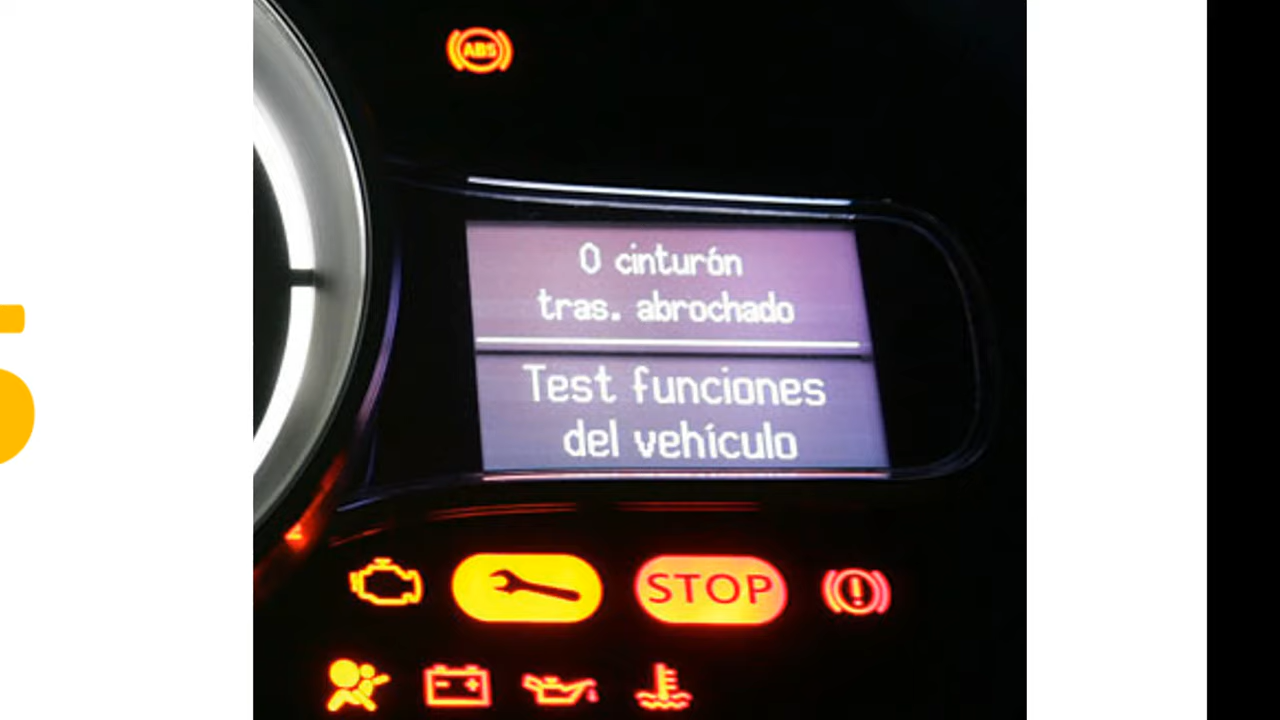 ABS
0 cinturón
tras. abrochado
Test funciones
del vehículo
STOP